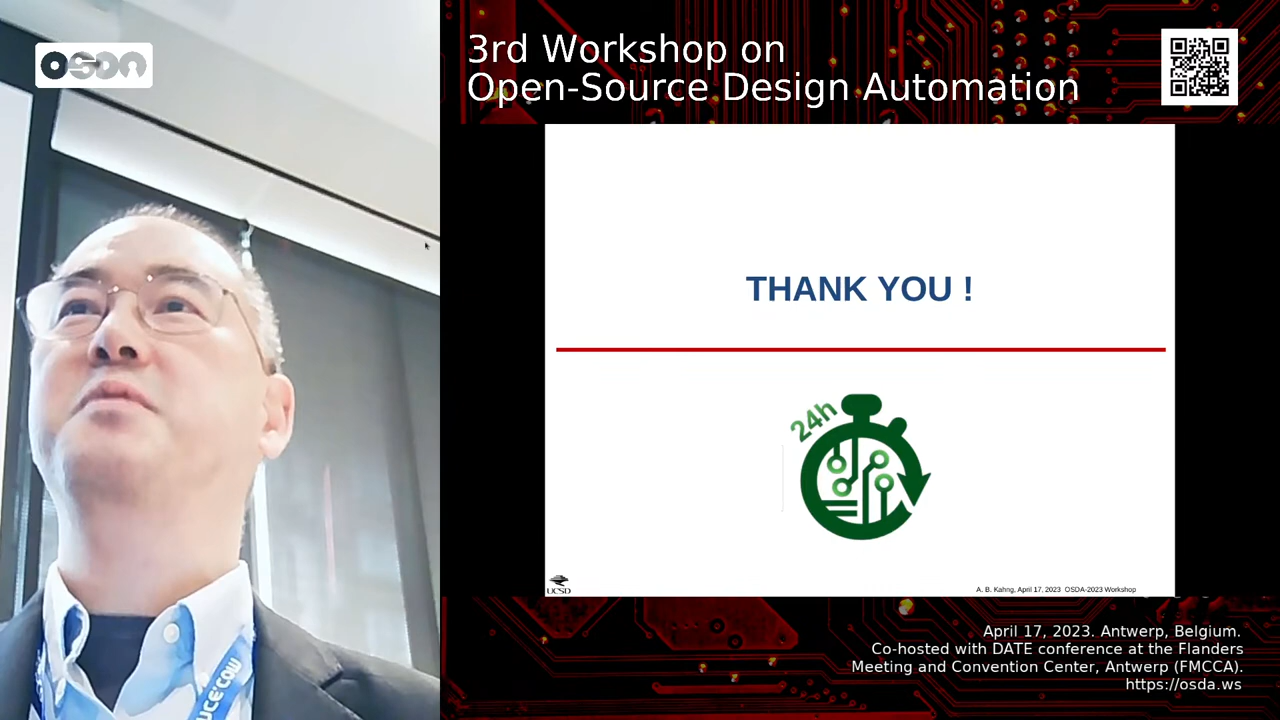 OSDA
3rd Workshop on
Open-Source Design Automation
THANK YOU !
24h
UCSD
A. B. Kahng, April 17, 2023 OSDA-2023 Workshop
April 17, 2023. Antwerp, Belgium.
Co-hosted with DATE conference at the Flanders
Meeting and Convention Center, Antwerp (FMCCA).
https://osda.ws